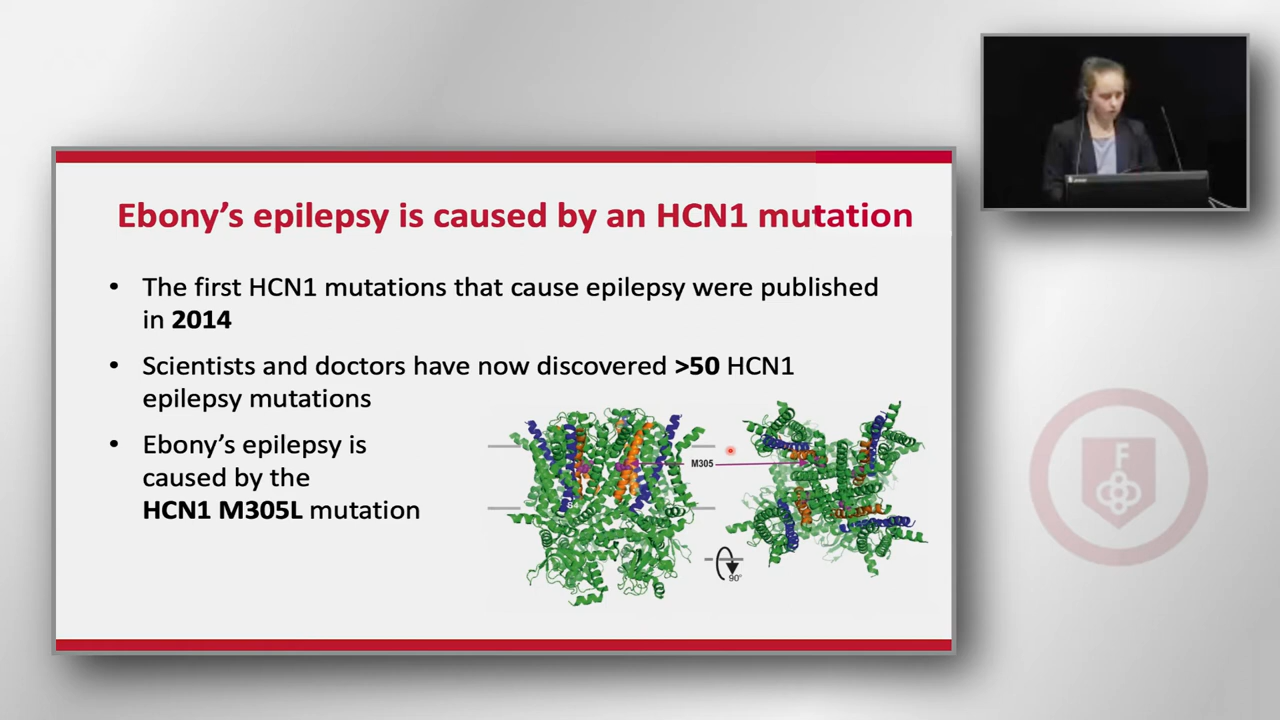 Ebony’s epilepsy is caused by an HCN1 mutation
• The first HCN1 mutations that cause epilepsy were published
in 2014
• Scientists and doctors have now discovered >50 HCN1
epilepsy mutations
• Ebony’s epilepsy is
caused by the
HCN1 M305L mutation
M305
90°
F